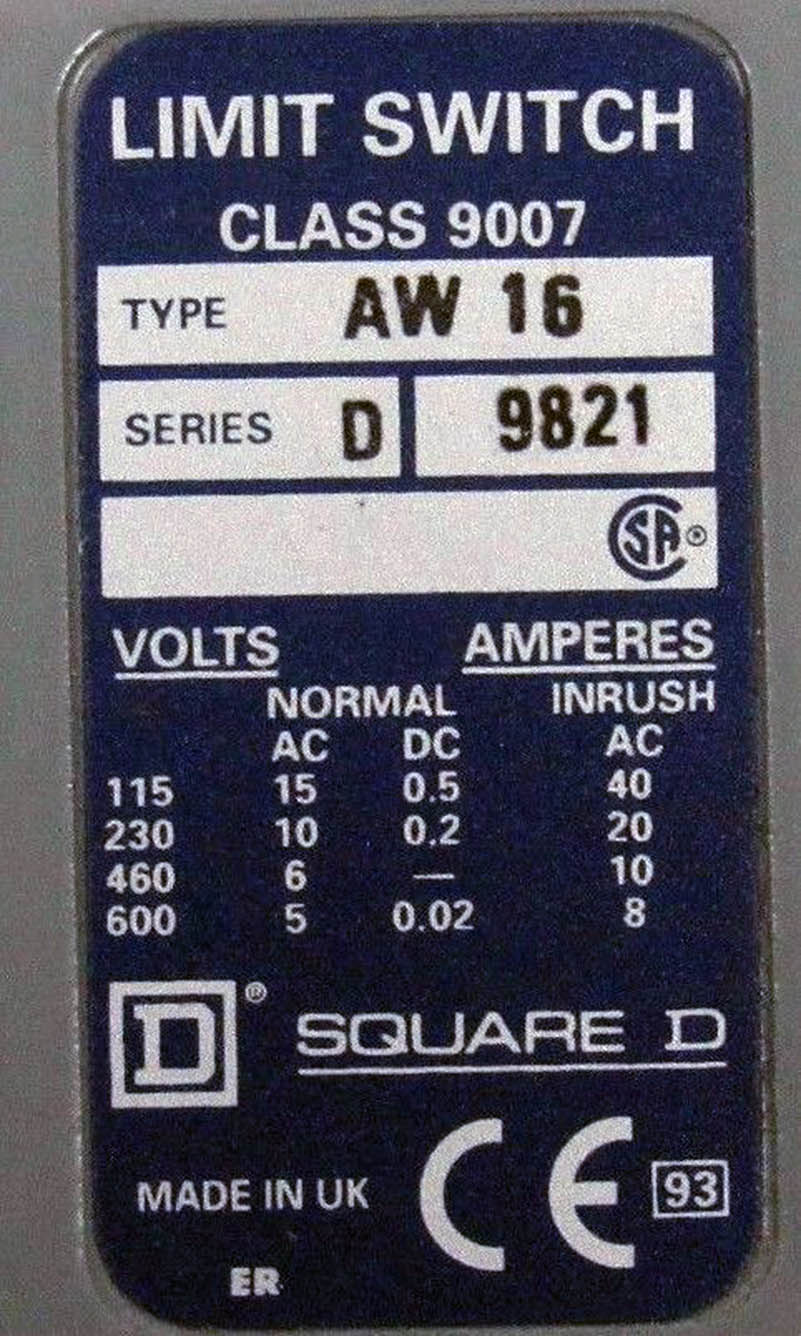 LIMIT SWITCH
CLASS 9007
TYPE AW 16
SERIES D 9821
SA ®
VOLTS AMPERES
NORMAL INRUSH
AC DC AC
115 15 0.5 40
230 10 0.2 20
460 6 — 10
600 5 0.02 8
D ® SQUARE D
MADE IN UK CE 93
ER